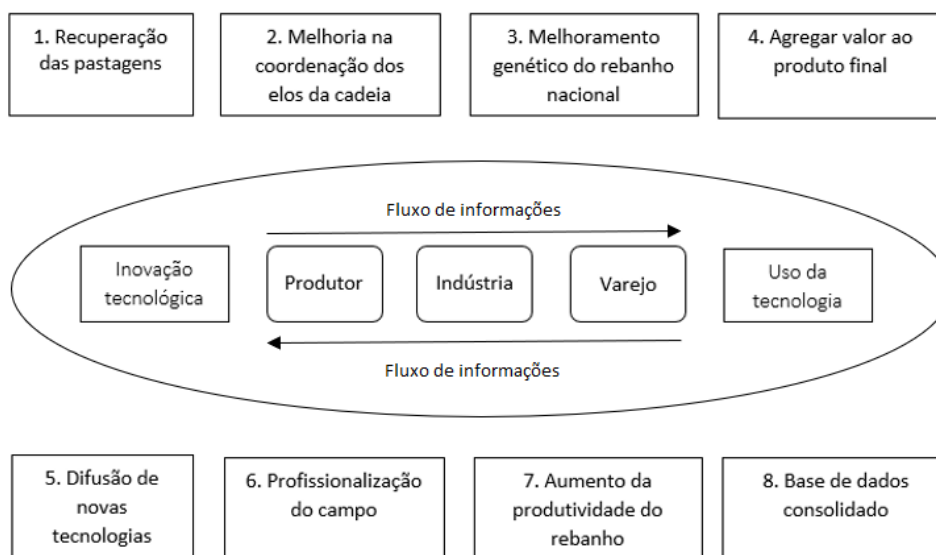 1. Recuperação
das pastagens
2. Melhoria na
coordenação dos
elos da cadeia
3. Melhoramento
genético do rebanho
nacional
4. Agregar valor ao
produto final
Fluxo de informações
Inovação
tecnológica
Produtor
Indústria
Varejo
Uso da
tecnologia
Fluxo de informações
5. Difusão de
novas
tecnologias
6. Profissionalização
do campo
7. Aumento da
produtividade do
rebanho
8. Base de dados
consolidado